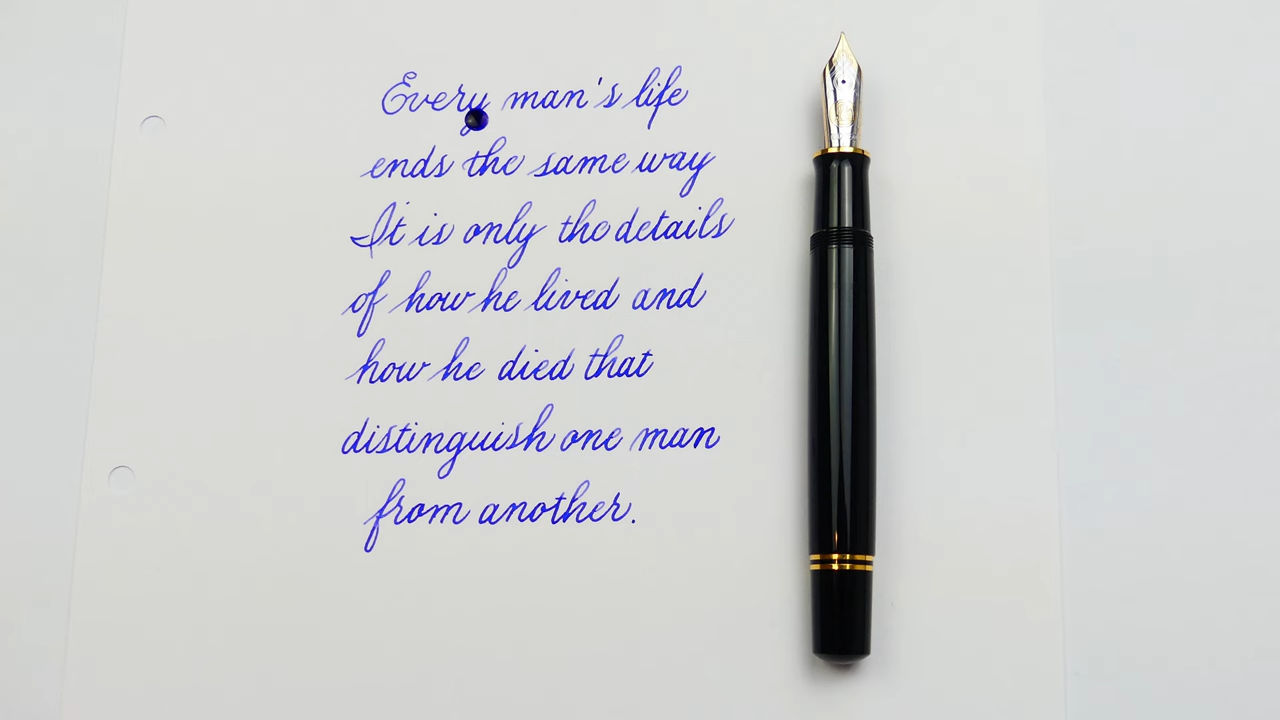 Every man's life
ends the same way
It is only the details
of how he lived and
how he died that
distinguish one man
from another.